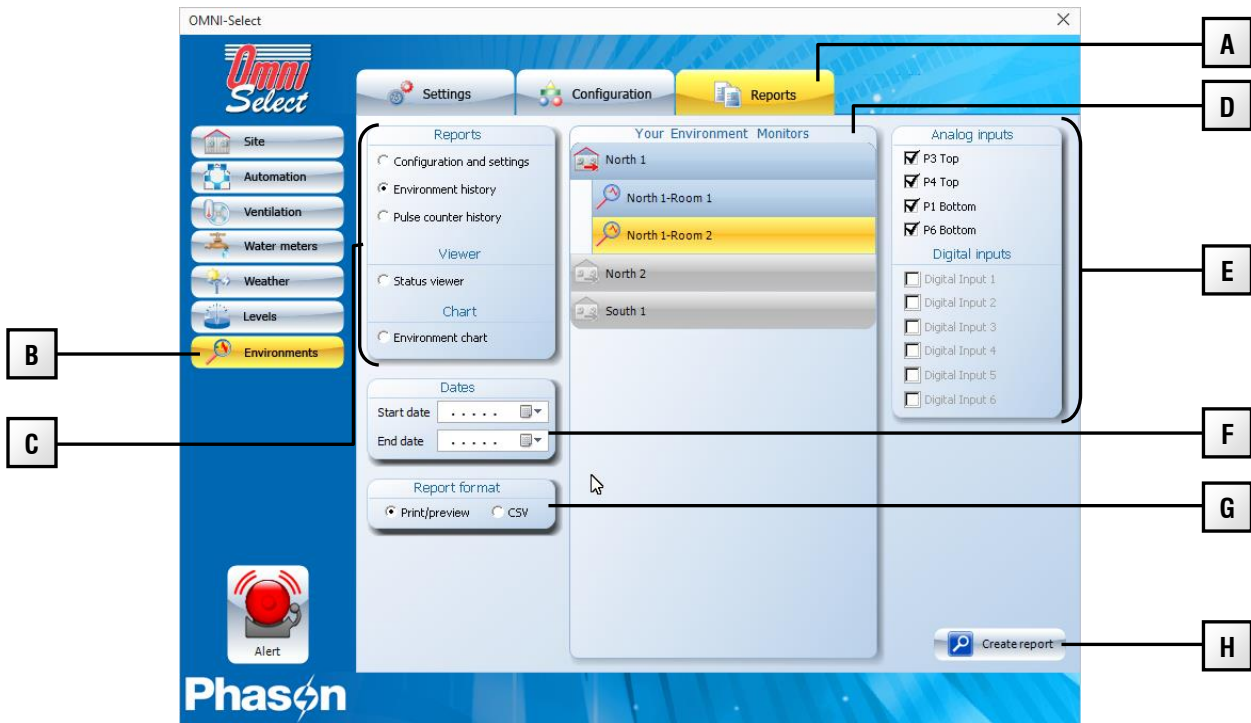 OMNI-Select
A
Omni
Select
Settings
Configuration
Reports
D
Site
Automation
Ventilation
Water meters
Weather
Levels
Environments
B
C
Reports
Configuration and settings
Environment history
Pulse counter history
Viewer
Status viewer
Chart
Environment chart
Dates
Start date .....
End date .....
Report format
Print/preview CSV
Your Environment Monitors
North 1
North 1-Room 1
North 1-Room 2
North 2
South 1
Analog inputs
P3 Top
P4 Top
P1 Bottom
P6 Bottom
Digital inputs
Digital Input 1
Digital Input 2
Digital Input 3
Digital Input 4
Digital Input 5
Digital Input 6
E
F
G
Create report
H
Alert
Phason